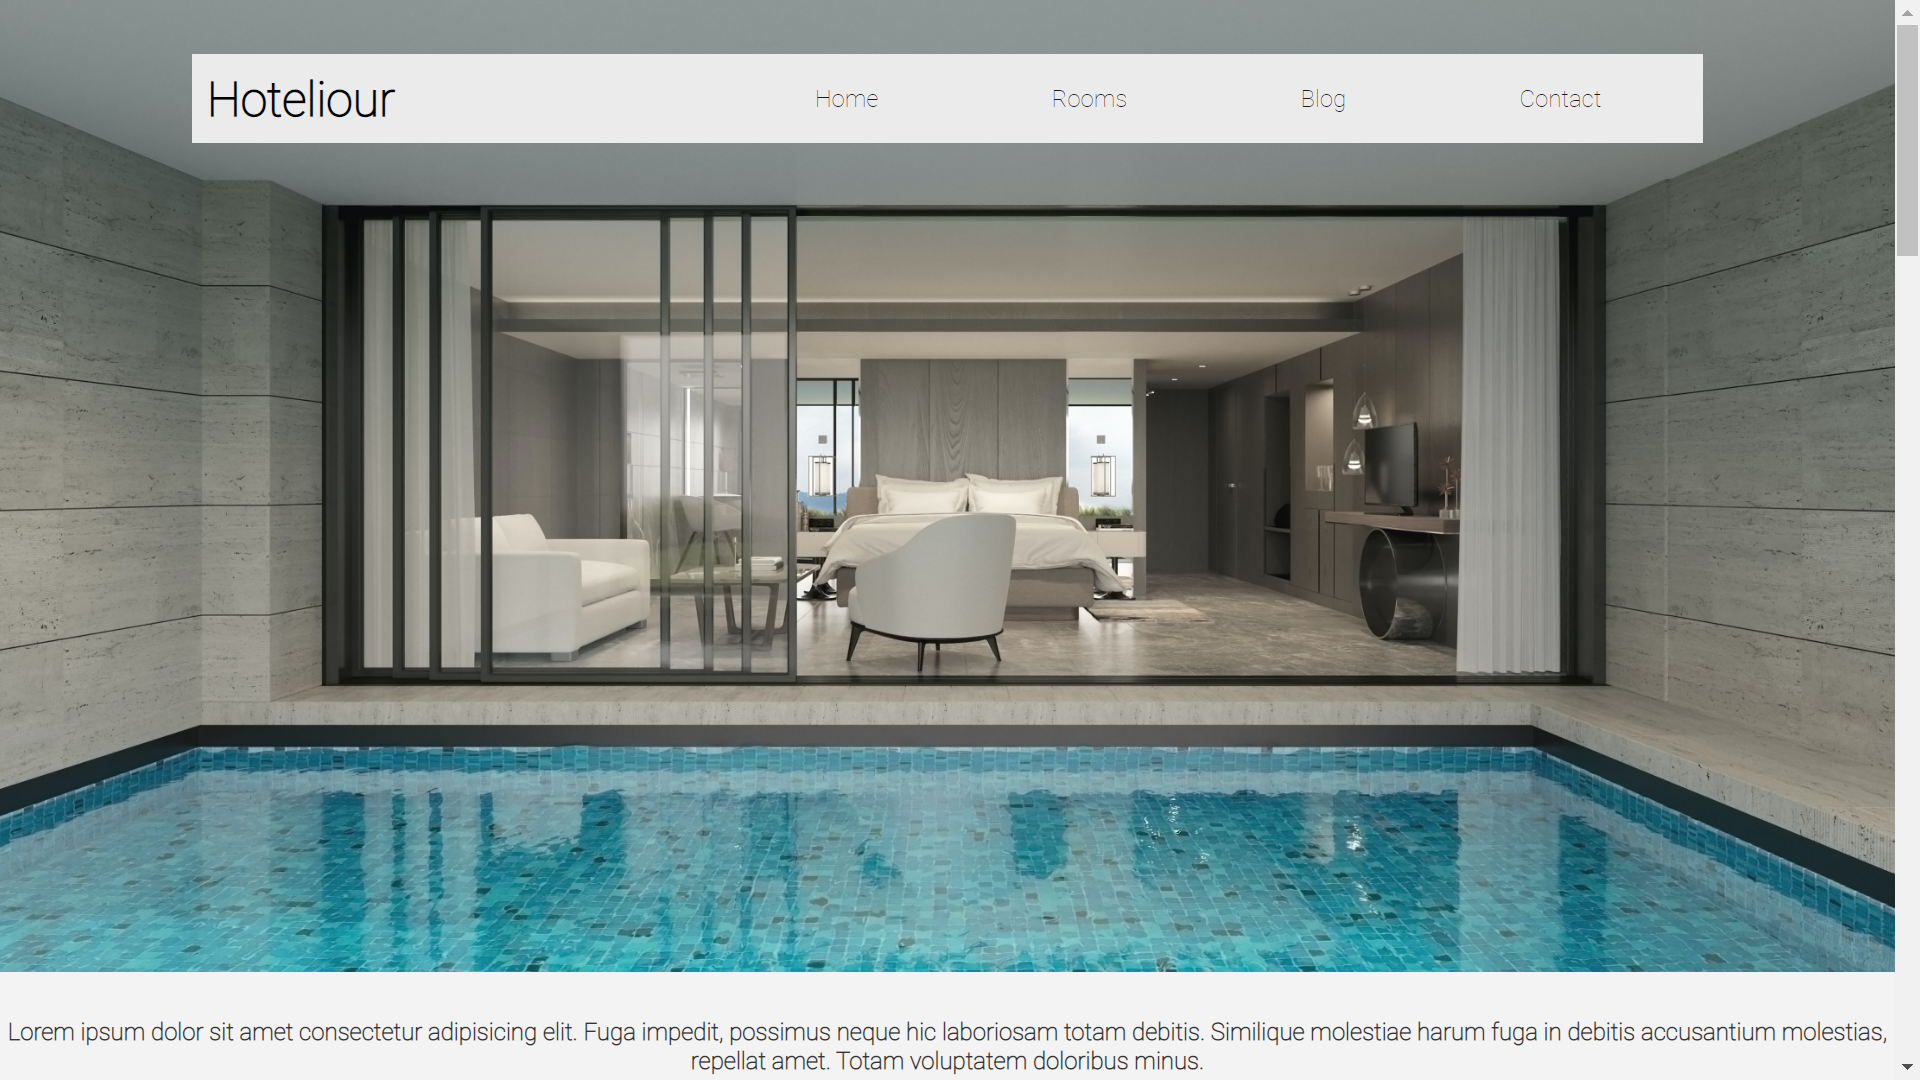 Hoteliour
Home
Rooms
Blog
Contact
Lorem ipsum dolor sit amet consectetur adipisicing elit. Fuga impedit, possimus neque hic laboriosam totam debitis. Similique molestiae harum fuga in debitis accusantium molestias,
repellat amet. Totam voluptatem doloribus minus.